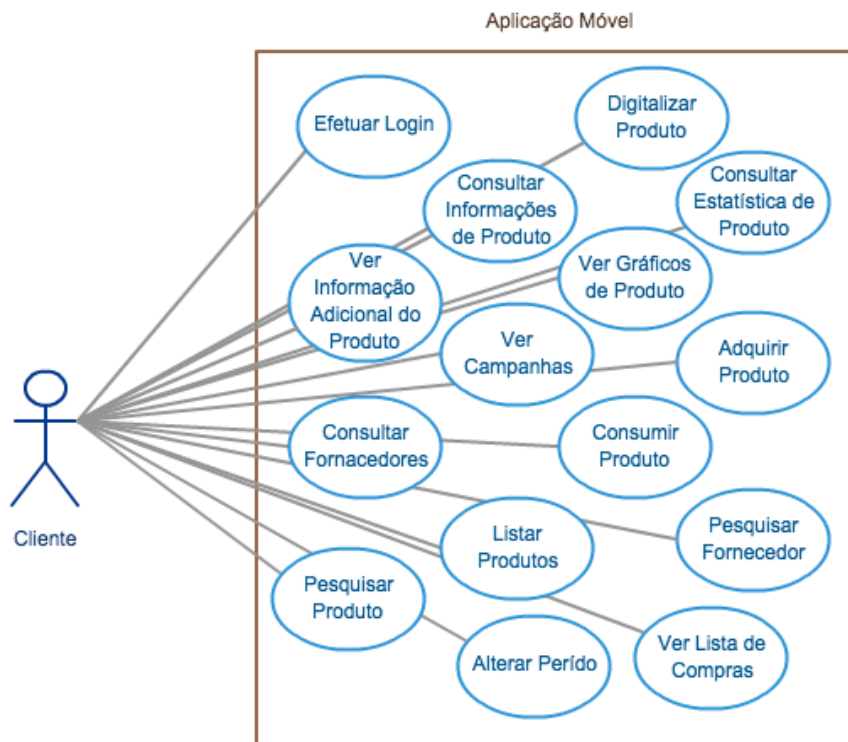 Aplicação Móvel
Efetuar Login
Digitalizar
Produto
Consultar
Informações
de Produto
Consultar
Estatística de
Produto
Ver
Informação
Adicional do
Produto
Ver Gráficos
de Produto
Ver
Campanhas
Adquirir
Produto
Consultar
Fornacedores
Consumir
Produto
Cliente
Listar
Produtos
Pesquisar
Fornecedor
Pesquisar
Produto
Alterar Perído
Ver Lista de
Compras